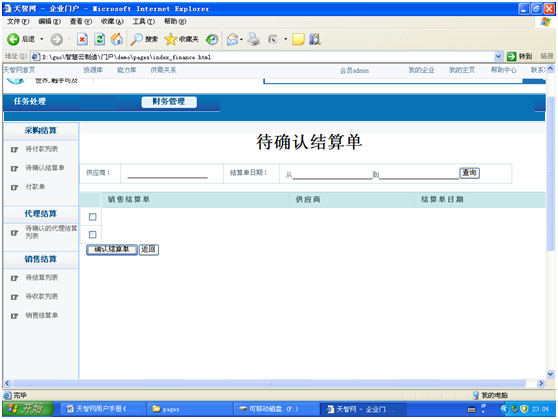 天智网 - 企业门户 - Microsoft Internet Explorer
文件(F) 编辑(E) 查看(V) 收藏(A) 工具(T) 帮助(H)
后退 搜索 收藏夹
地址(D) D:\guo\智慧云制造\门户\demo\pages\index_finance.html 转到 链接
天智网首页 资源库 能力库 供需关系 会员admin 我的企业 我的主页 帮助中心 联系
世界,触手可及
任务处理 财务管理
采购结算
待付款列表
待确认结算单
付款单
代理结算
待确认的代理结算列表
销售结算
待结算列表
待收款列表
销售结算单
待确认结算单
供应商: 结算单日期: 从 到 查询
销售结算单 供应商 结算单日期
确认结算单 返回
完毕 我的电脑
开始 天智网用户手册(... pages 可移动磁盘 (F:) 天智网 - 企业门... 23:04